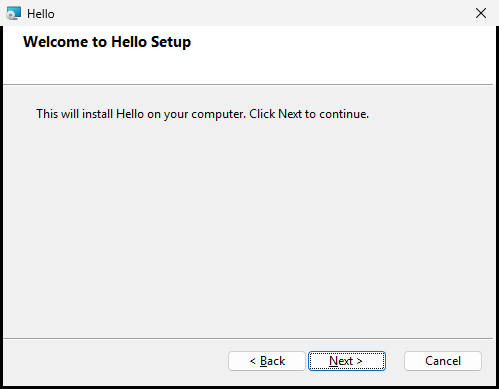 Hello
Welcome to Hello Setup
This will install Hello on your computer. Click Next to continue.
< Back
Next >
Cancel